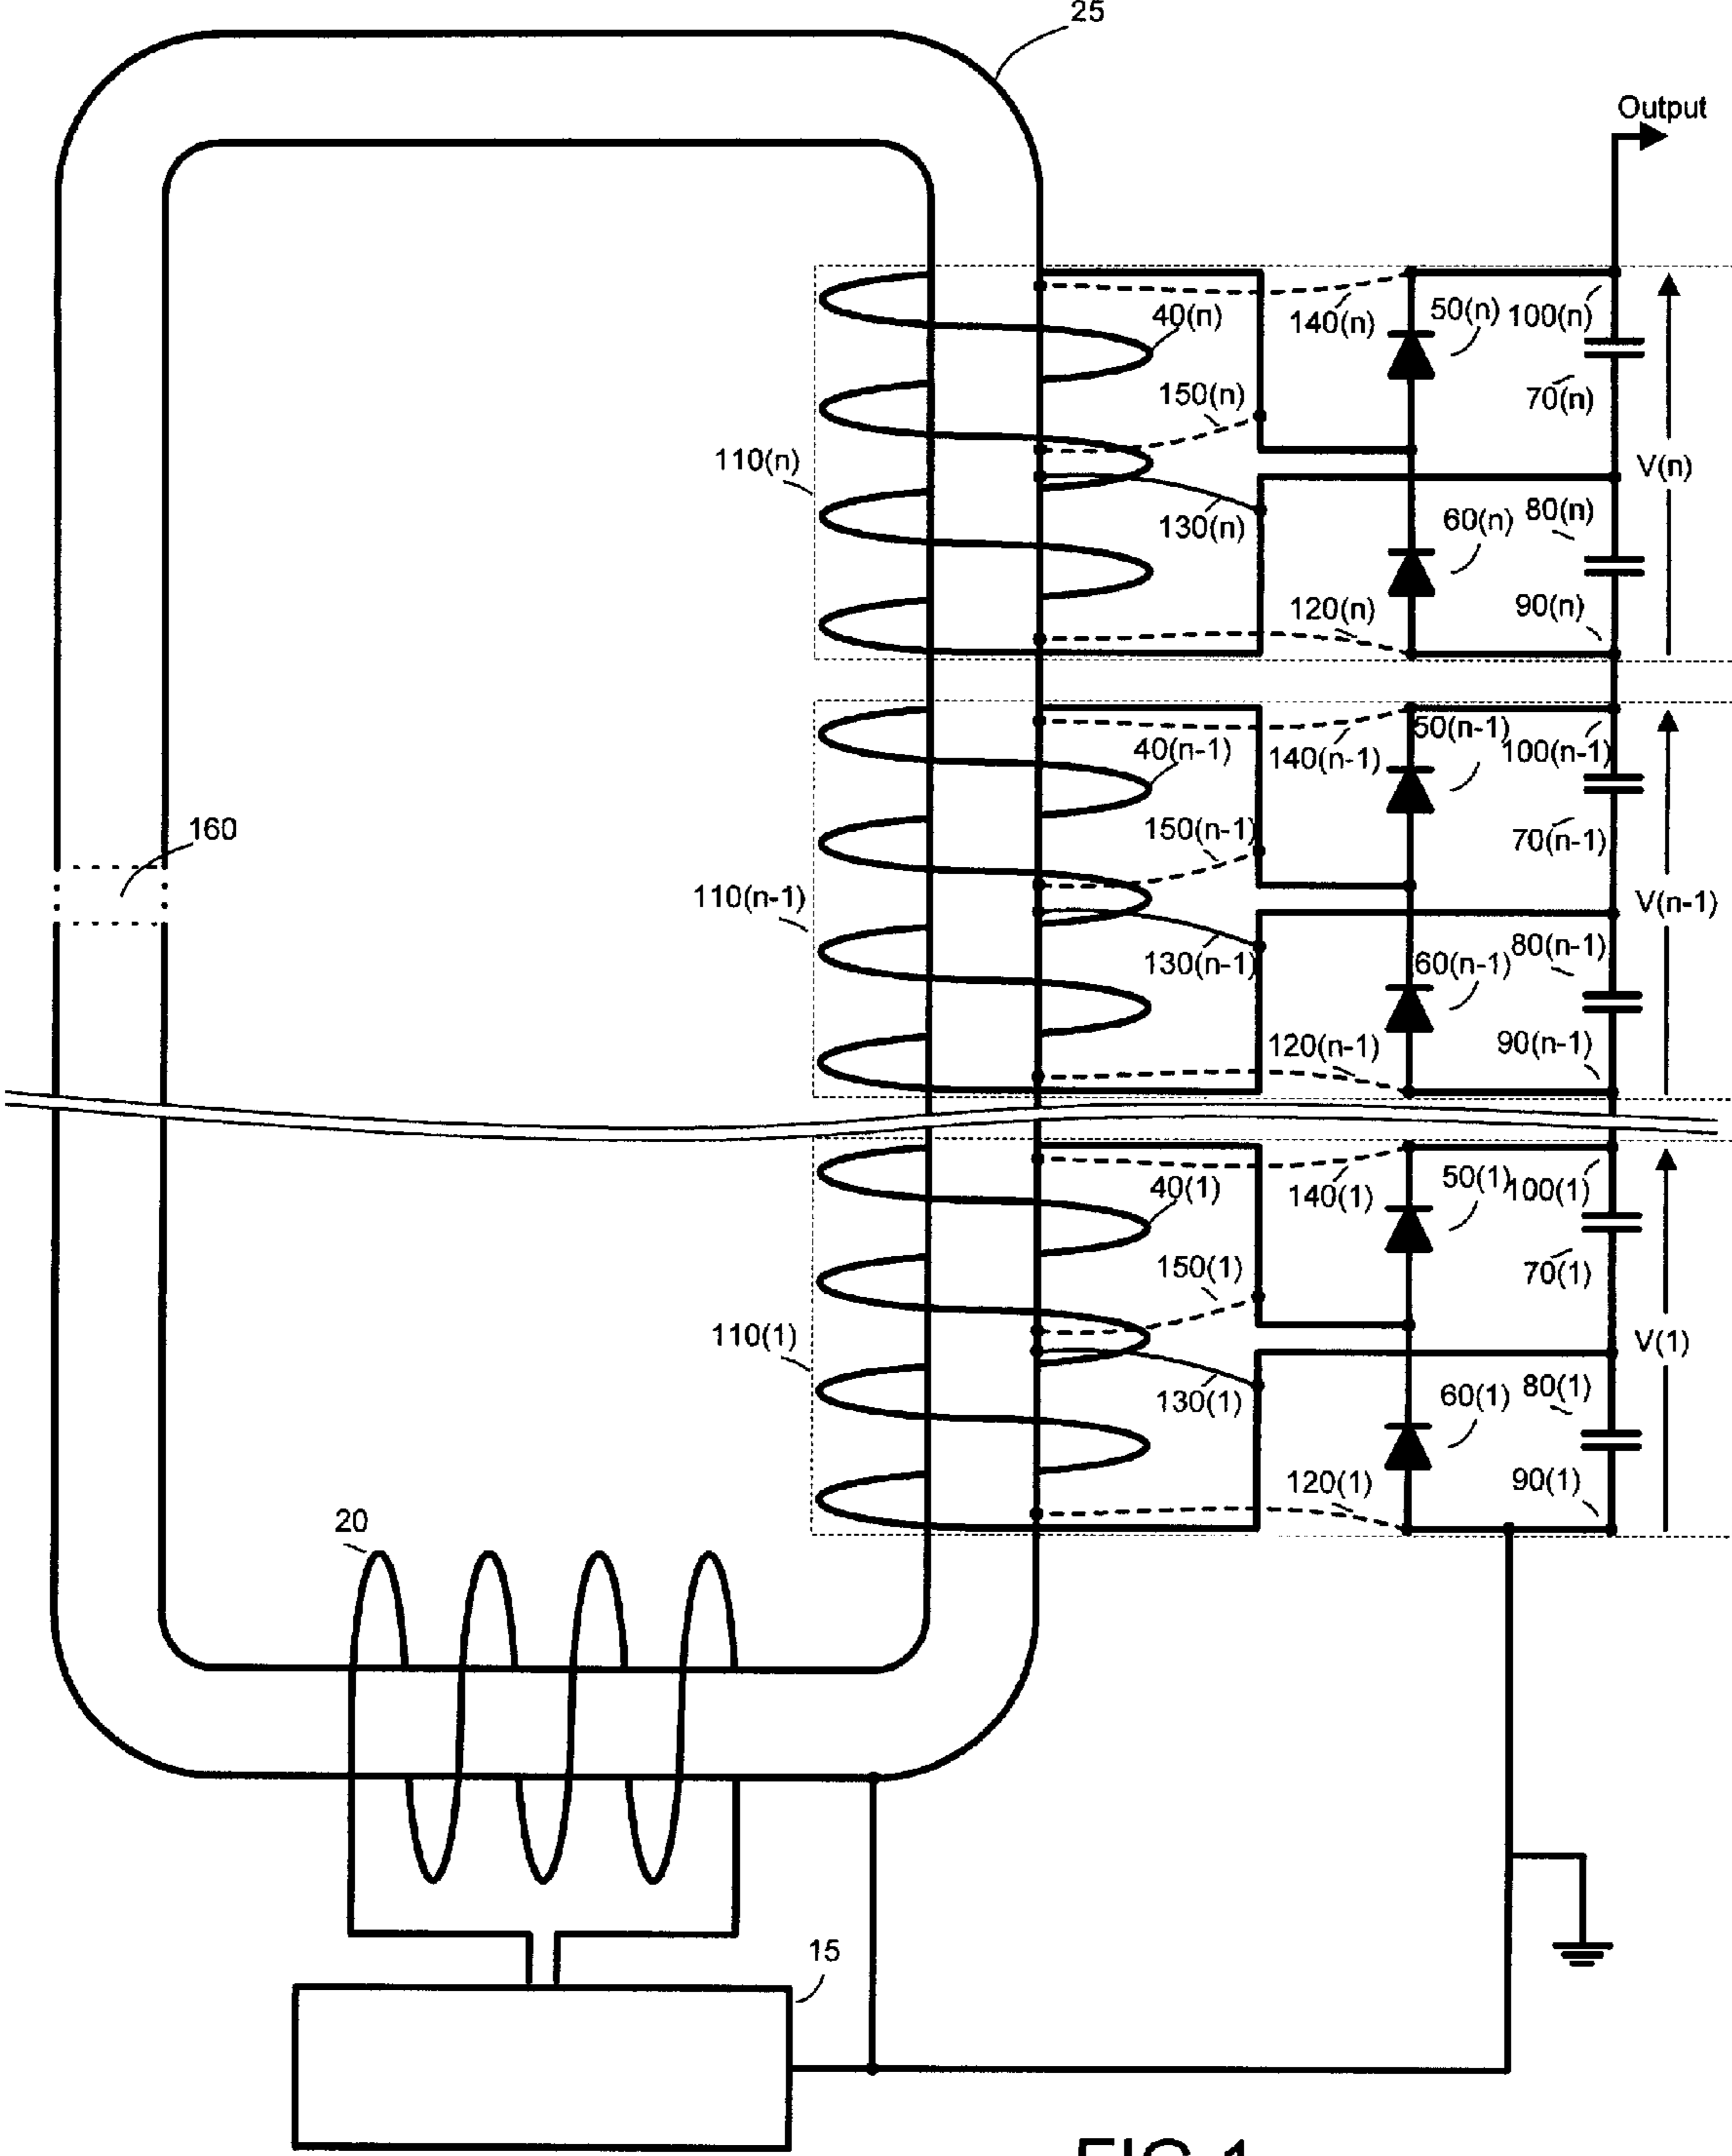 25
Output
40(n)
140(n)
50(n)
100(n)
150(n)
70(n)
110(n)
V(n)
130(n)
60(n)
80(n)
120(n)
90(n)
40(n-1)
140(n-1)
50(n-1)
100(n-1)
150(n-1)
70(n-1)
160
110(n-1)
V(n-1)
130(n-1)
60(n-1)
80(n-1)
120(n-1)
90(n-1)
40(1)
140(1)
50(1)
100(1)
150(1)
70(1)
110(1)
V(1)
130(1)
60(1)
80(1)
120(1)
90(1)
20
15
FIG 1